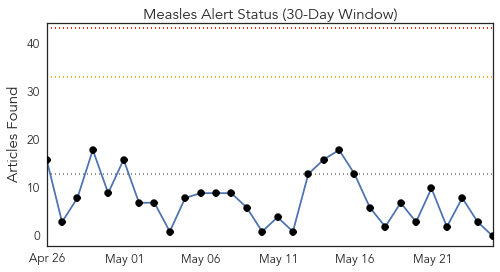 Measles Alert Status (30-Day Window)
Articles Found
40
30
20
10
0
Apr 26 May 01 May 06 May 11 May 16 May 21